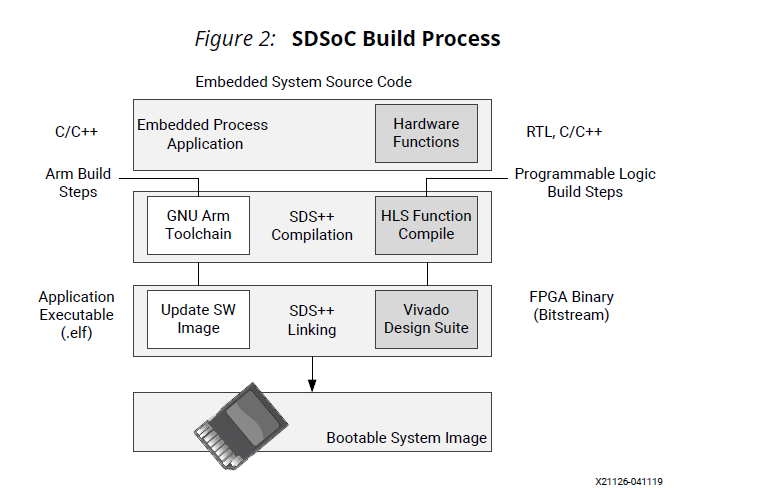 Figure 2: SDSoC Build Process
Embedded System Source Code
C/C++
Embedded Process
Application
Hardware
Functions
RTL, C/C++
Arm Build
Steps
Programmable Logic
Build Steps
GNU Arm
Toolchain
SDS++
Compilation
HLS Function
Compile
Application
Executable
(.elf)
Update SW
Image
SDS++
Linking
Vivado
Design Suite
FPGA Binary
(Bitstream)
Bootable System Image
X21126-041119